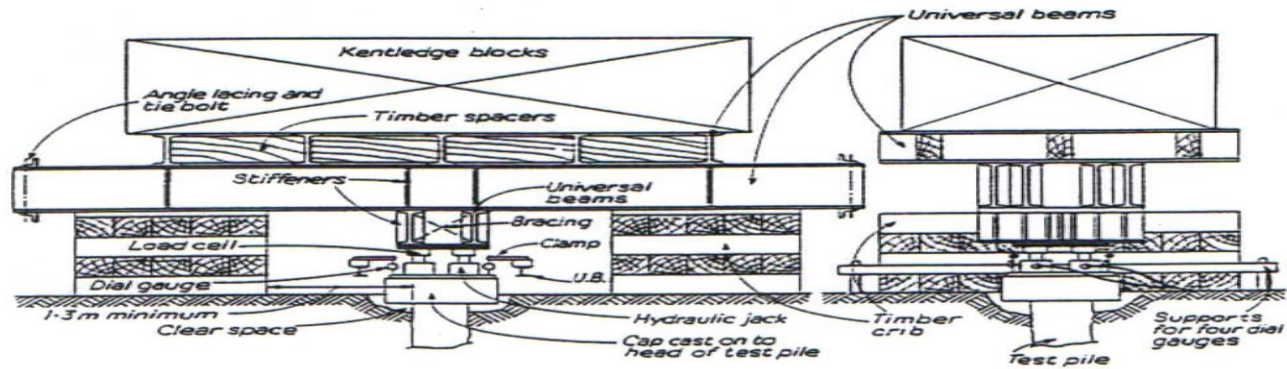 Universal beams
Kentledge blocks
Angle lacing and
tie bolt
Timber spacers
Stiffeners
Universal
beams
Bracing
Load cell
Clamp
Dial gauge
U.B.
1·3m minimum
Clear space
Hydraulic jack
Cap cast on to
head of test pile
Timber
crib
Supports
for four dial
gauges
Test pile